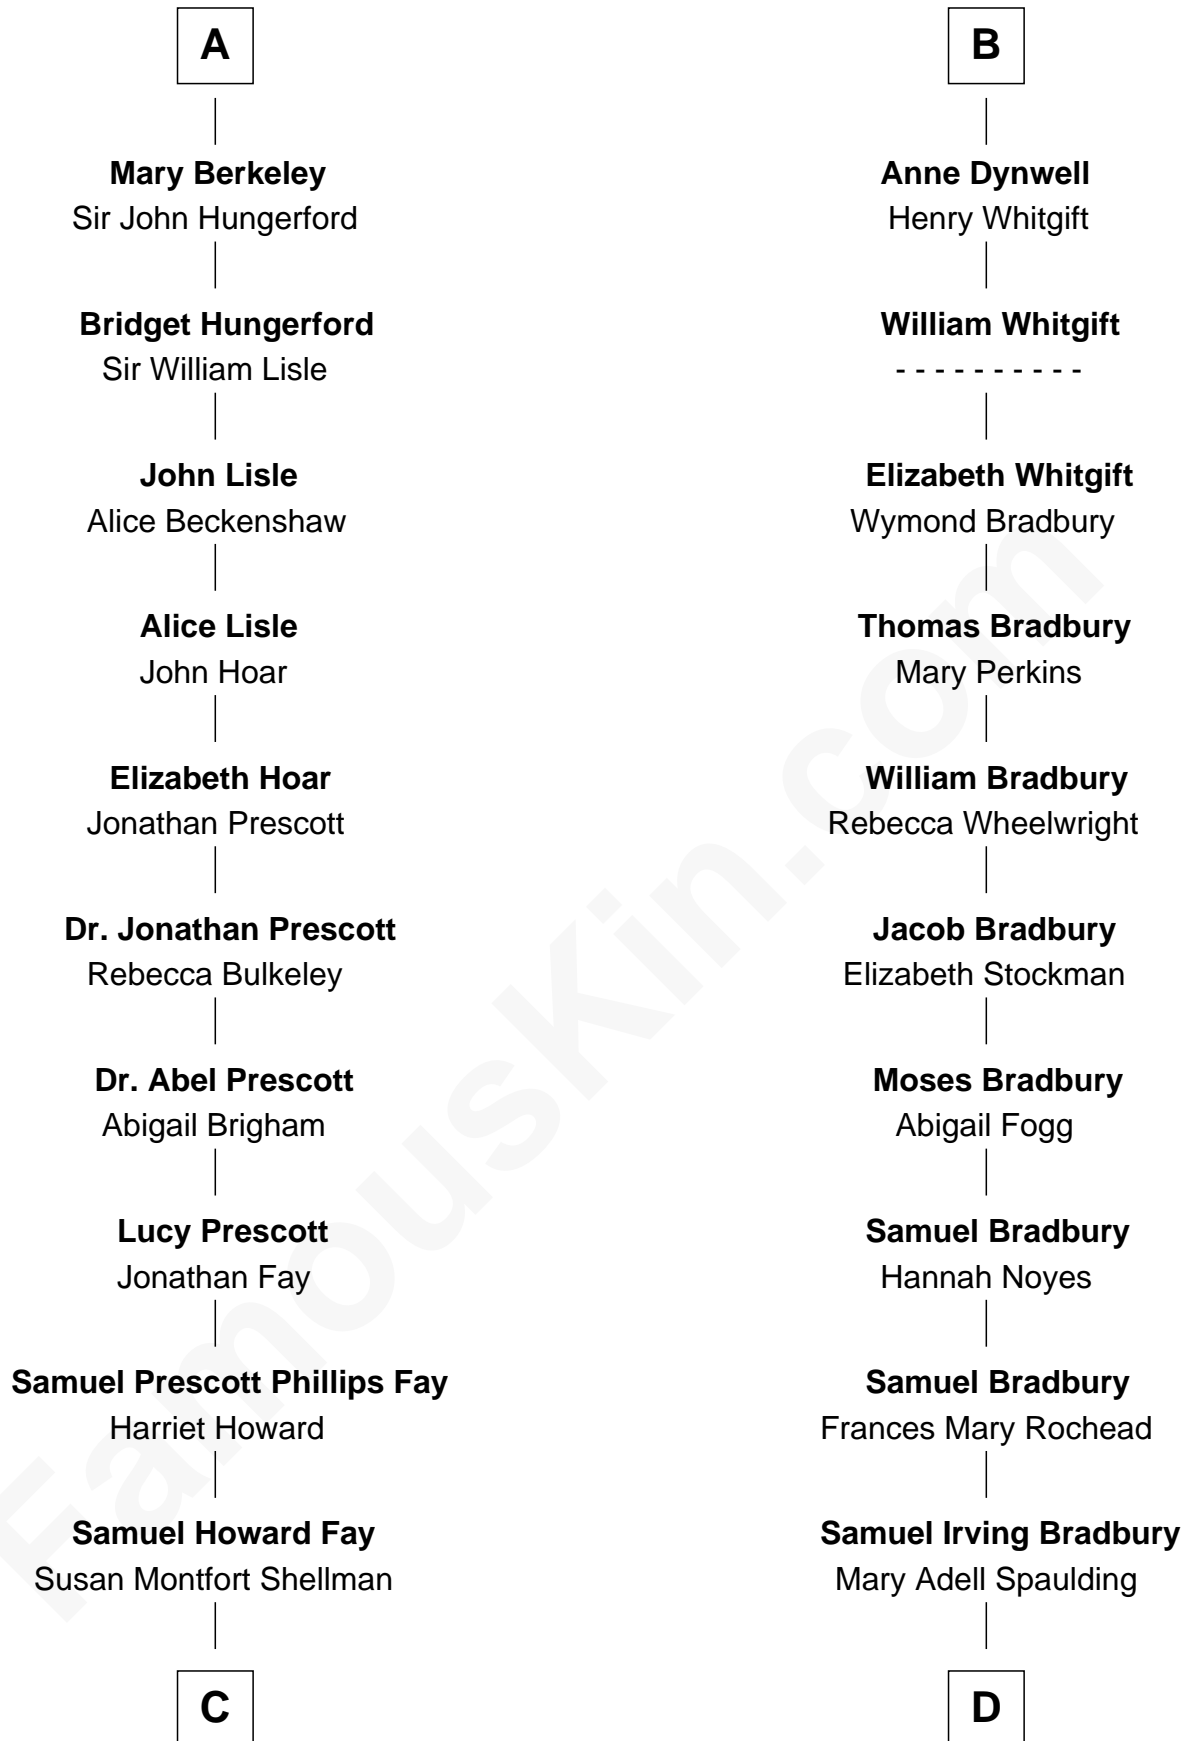 A
Mary Berkeley
Sir John Hungerford
Bridget Hungerford
Sir William Lisle
John Lisle
Alice Beckenshaw
Alice Lisle
John Hoar
Elizabeth Hoar
Jonathan Prescott
Dr. Jonathan Prescott
Rebecca Bulkeley
Dr. Abel Prescott
Abigail Brigham
Lucy Prescott
Jonathan Fay
Samuel Prescott Phillips Fay
Harriet Howard
Samuel Howard Fay
Susan Montfort Shellman
C
B
Anne Dynwell
Henry Whitgift
William Whitgift
- - - - - - - - - -
Elizabeth Whitgift
Wymond Bradbury
Thomas Bradbury
Mary Perkins
William Bradbury
Rebecca Wheelwright
Jacob Bradbury
Elizabeth Stockman
Moses Bradbury
Abigail Fogg
Samuel Bradbury
Hannah Noyes
Samuel Bradbury
Frances Mary Rochead
Samuel Irving Bradbury
Mary Adell Spaulding
D
FamousKin.com